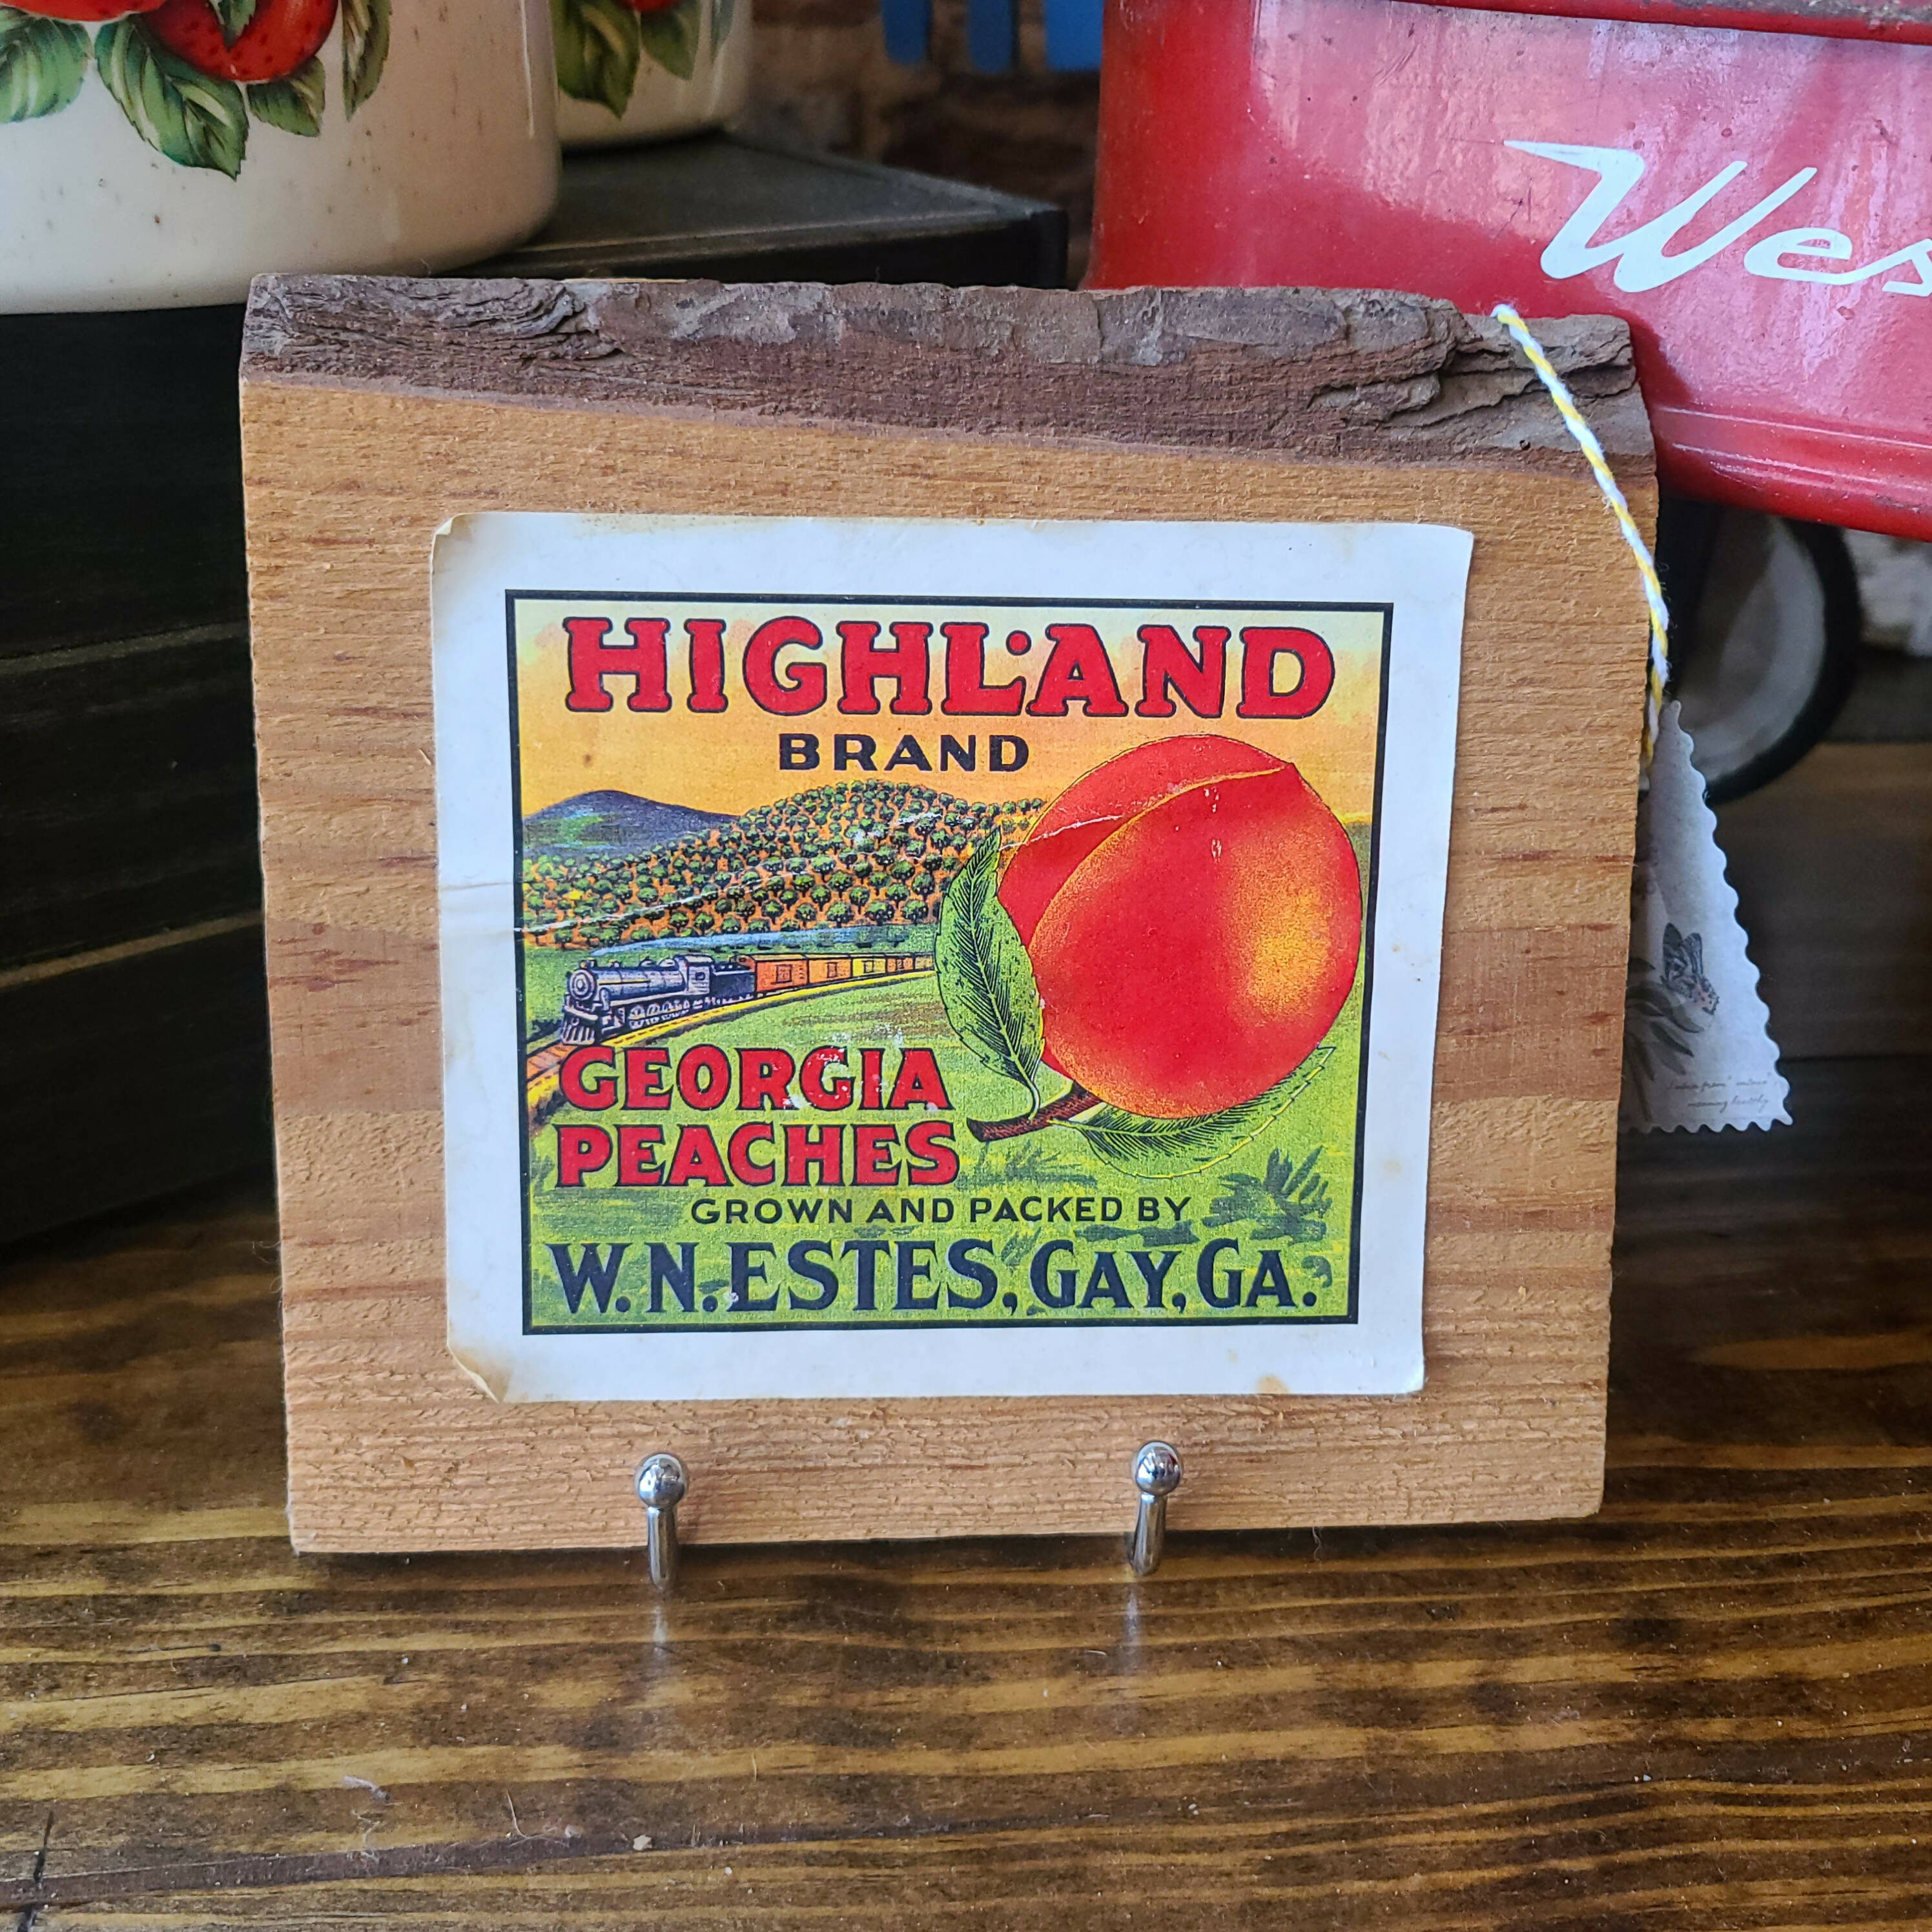 Wes
HIGHLAND
BRAND
GEORGIA
PEACHES
GROWN AND PACKED BY
W.N. ESTES, GAY, GA.